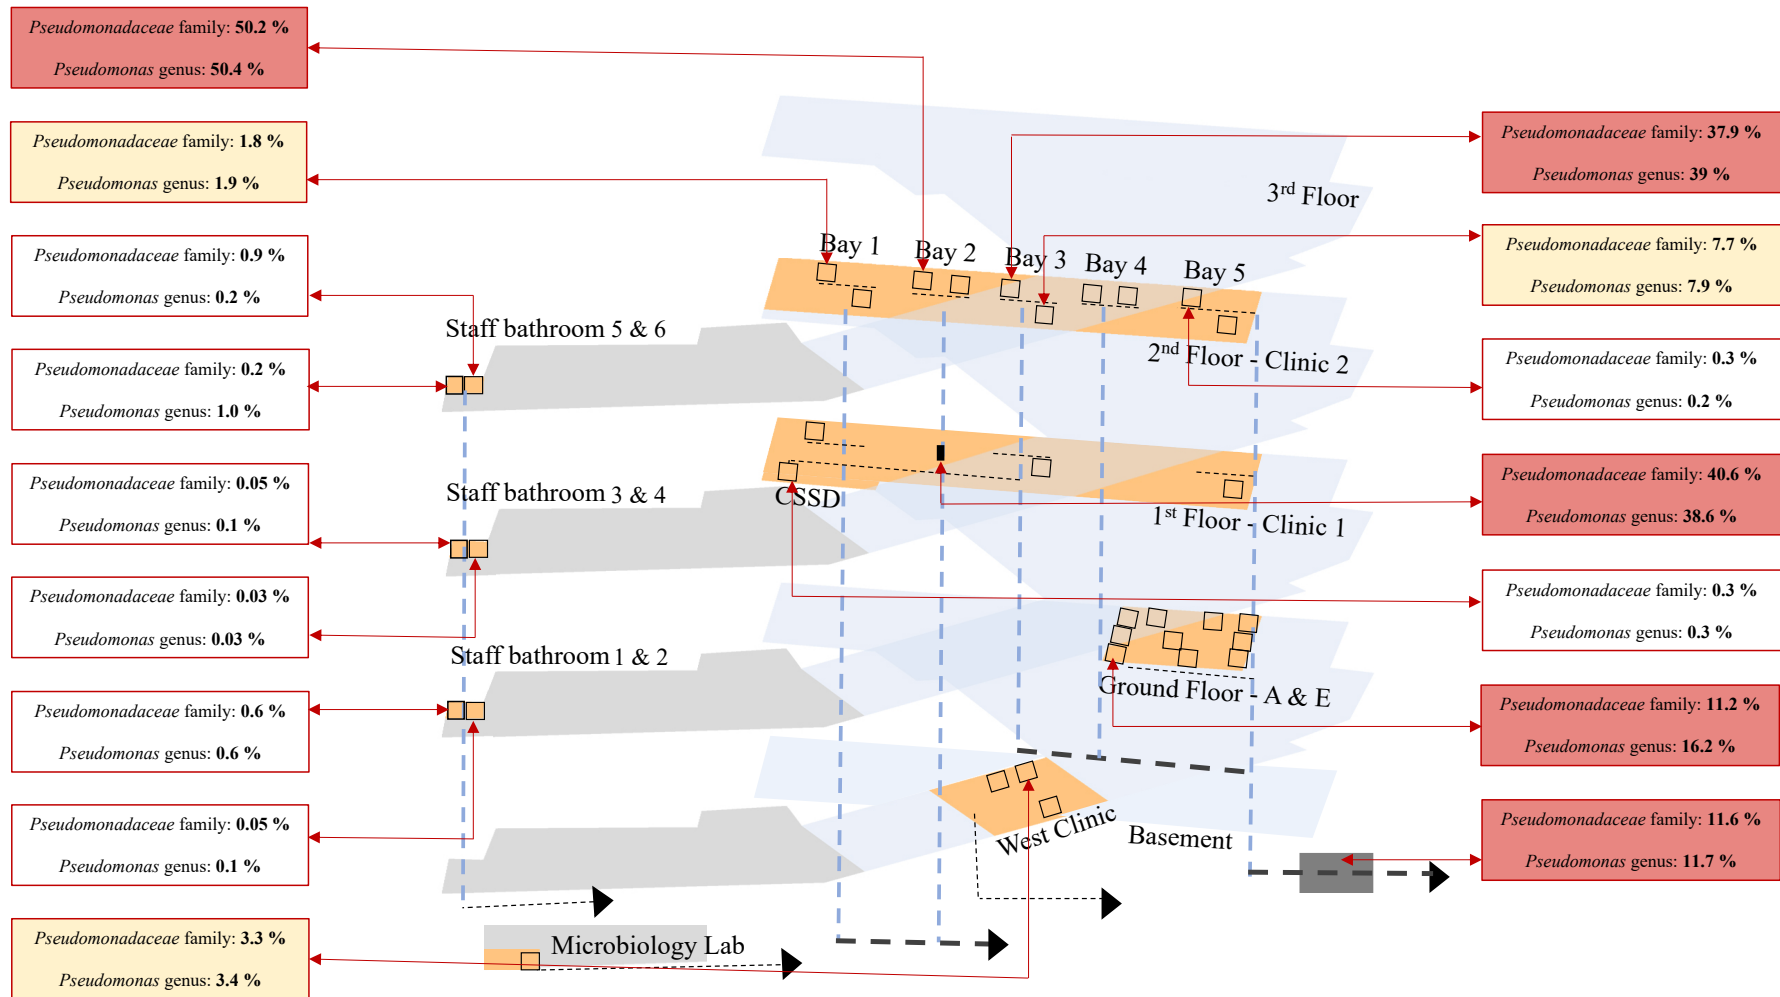 Pseudomonadaceae family: 50.2 %
Pseudomonas genus: 50.4 %
Pseudomonadaceae family: 1.8 %
Pseudomonas genus: 1.9 %
Pseudomonadaceae family: 0.9 %
Pseudomonas genus: 0.2 %
Pseudomonadaceae family: 0.2 %
Pseudomonas genus: 1.0 %
Pseudomonadaceae family: 0.05 %
Pseudomonas genus: 0.1 %
Pseudomonadaceae family: 0.03 %
Pseudomonas genus: 0.03 %
Pseudomonadaceae family: 0.6 %
Pseudomonas genus: 0.6 %
Pseudomonadaceae family: 0.05 %
Pseudomonas genus: 0.1 %
Pseudomonadaceae family: 3.3 %
Pseudomonas genus: 3.4 %
3rd Floor
Bay 1
Bay 2
Bay 3
Bay 4
Bay 5
2nd Floor - Clinic 2
Staff bathroom 5 & 6
CSSD
1st Floor - Clinic 1
Staff bathroom 3 & 4
Staff bathroom 1 & 2
Ground Floor - A & E
West Clinic
Basement
Microbiology Lab
Pseudomonadaceae family: 37.9 %
Pseudomonas genus: 39 %
Pseudomonadaceae family: 7.7 %
Pseudomonas genus: 7.9 %
Pseudomonadaceae family: 0.3 %
Pseudomonas genus: 0.2 %
Pseudomonadaceae family: 40.6 %
Pseudomonas genus: 38.6 %
Pseudomonadaceae family: 0.3 %
Pseudomonas genus: 0.3 %
Pseudomonadaceae family: 11.2 %
Pseudomonas genus: 16.2 %
Pseudomonadaceae family: 11.6 %
Pseudomonas genus: 11.7 %